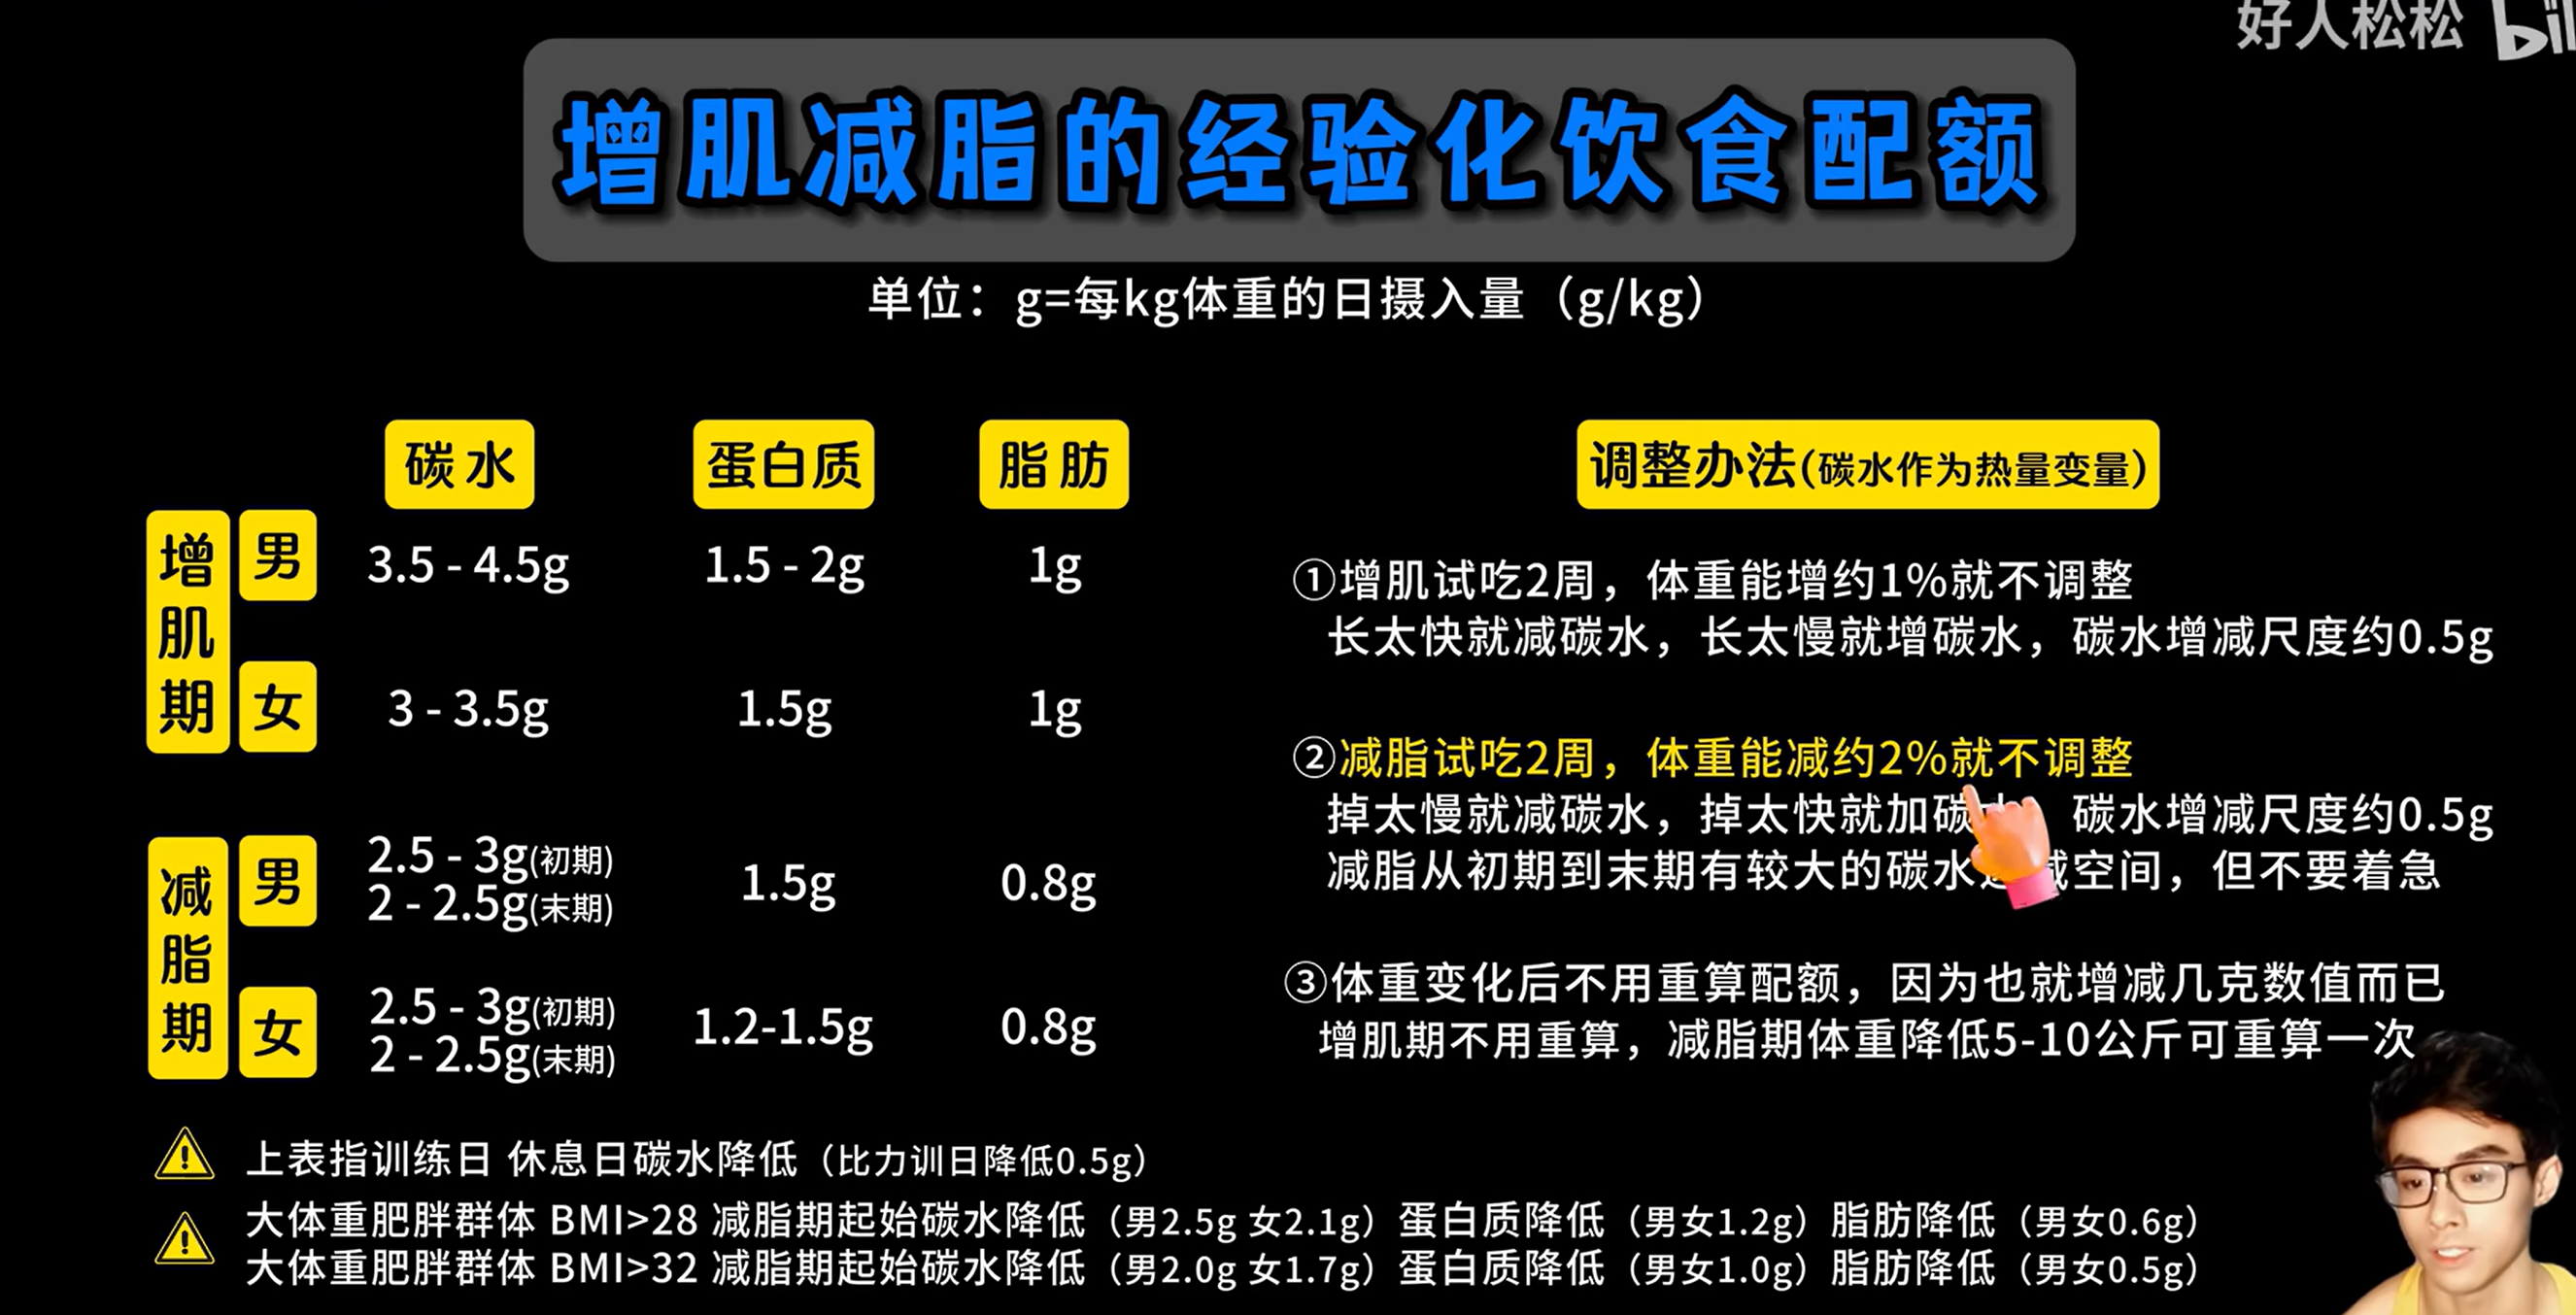 好人松松 bili
增肌减脂的经验化饮食配额
单位：g=每kg体重的日摄入量（g/kg）
碳水 蛋白质 脂肪
增肌期
男 3.5 - 4.5g 1.5 - 2g 1g
女 3 - 3.5g 1.5g 1g
减脂期
男 2.5 - 3g(初期) 1.5g 0.8g
2 - 2.5g(末期)
女 2.5 - 3g(初期) 1.2-1.5g 0.8g
2 - 2.5g(末期)
调整办法(碳水作为热量变量)
①增肌试吃2周，体重能增约1%就不调整
长太快就减碳水，长太慢就增碳水，碳水增减尺度约0.5g
②减脂试吃2周，体重能减约2%就不调整
掉太慢就减碳水，掉太快就加碳 碳水增减尺度约0.5g
减脂从初期到末期有较大的碳水 减空间，但不要着急
③体重变化后不用重算配额，因为也就增减几克数值而已
增肌期不用重算，减脂期体重降低5-10公斤可重算一次
上表指训练日 休息日碳水降低（比力训日降低0.5g）
大体重肥胖群体 BMI>28 减脂期起始碳水降低（男2.5g 女2.1g）蛋白质降低（男女1.2g）脂肪降低（男女0.6g）
大体重肥胖群体 BMI>32 减脂期起始碳水降低（男2.0g 女1.7g）蛋白质降低（男女1.0g）脂肪降低（男女0.5g）